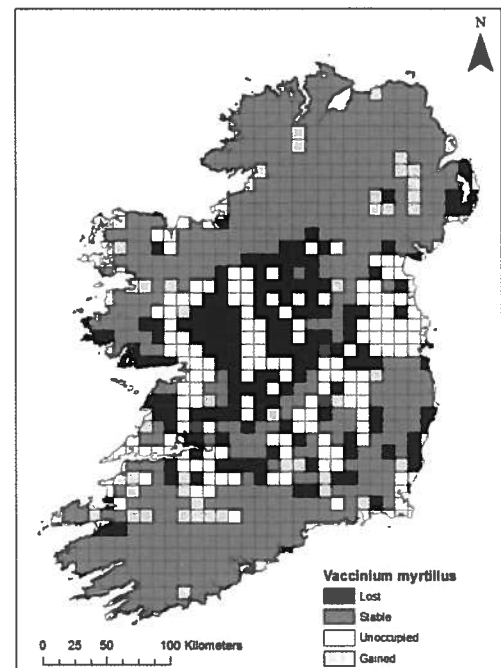 N
Vaccinium myrtillus
Lost
Stable
Unoccupied
Gained
0 25 50 100 Kilometers